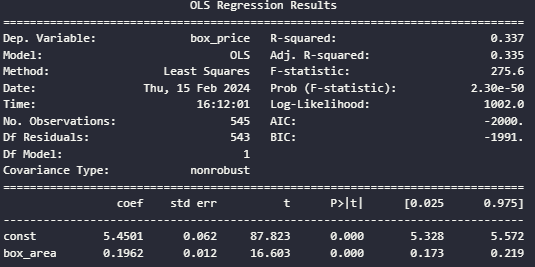 OLS Regression Results
==============================================================================
Dep. Variable: box_price R-squared: 0.337
Model: OLS Adj. R-squared: 0.335
Method: Least Squares F-statistic: 275.6
Date: Thu, 15 Feb 2024 Prob (F-statistic): 2.30e-50
Time: 16:12:01 Log-Likelihood: 1002.0
No. Observations: 545 AIC: -2000.
Df Residuals: 543 BIC: -1991.
Df Model: 1
Covariance Type: nonrobust
==============================================================================
coef std err t P>|t| [0.025 0.975]
------------------------------------------------------------------------------
const 5.4501 0.062 87.823 0.000 5.328 5.572
box_area 0.1962 0.012 16.603 0.000 0.173 0.219